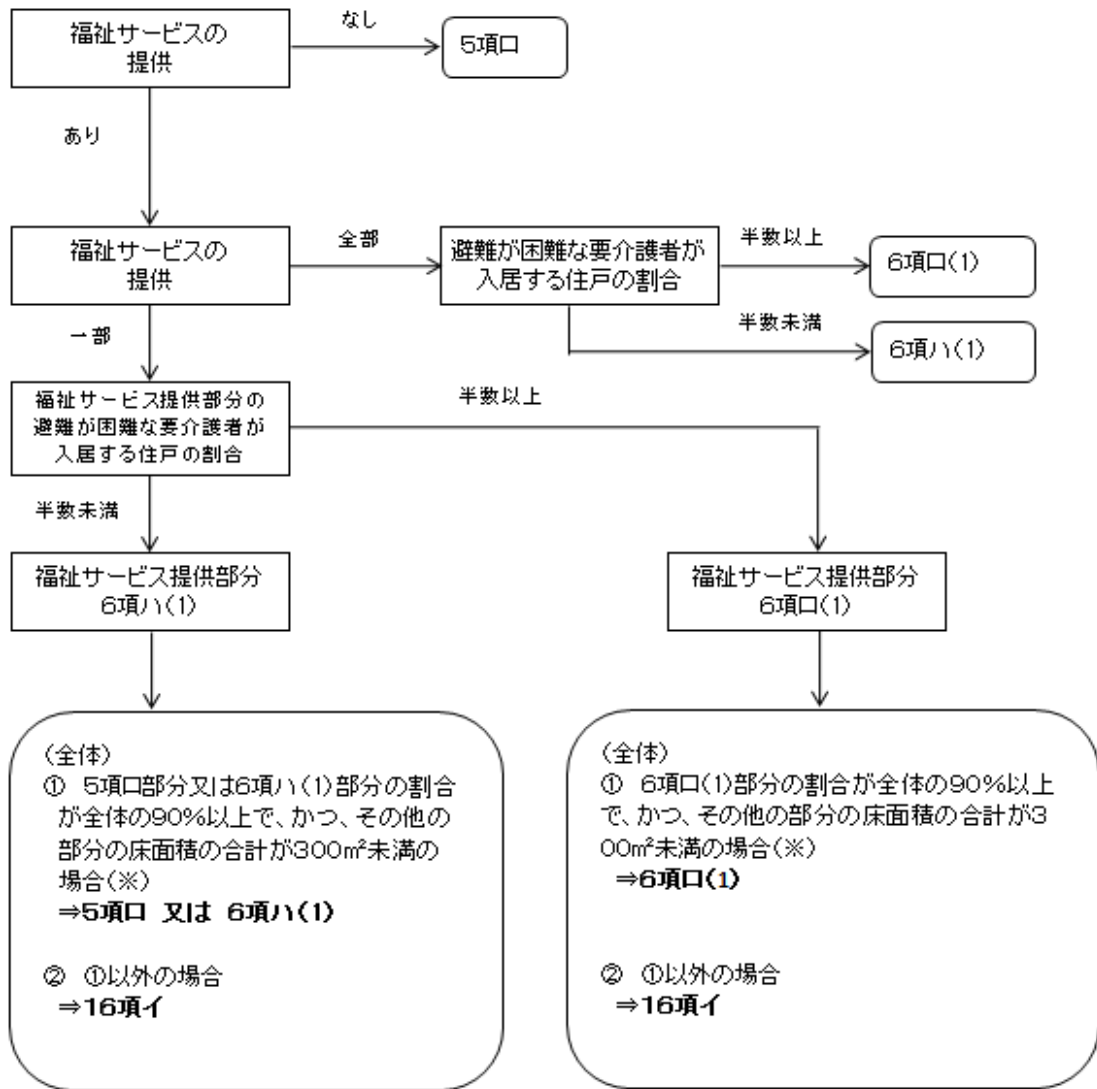 福祉サービスの
提供
なし
5項ロ
あり
福祉サービスの
提供
全部
避難が困難な要介護者が
入居する住戸の割合
半数以上
6項ロ(1)
半数未満
6項ハ(1)
一部
福祉サービス提供部分の
避難が困難な要介護者が
入居する住戸の割合
半数以上
半数未満
福祉サービス提供部分
6項ハ(1)
福祉サービス提供部分
6項ロ(1)
(全体)
① 5項ロ部分又は6項ハ(1)部分の割合
が全体の90%以上で、かつ、その他の
部分の床面積の合計が300㎡未満の
場合(※)
⇒5項ロ 又は 6項ハ(1)
② ①以外の場合
⇒16項イ
(全体)
① 6項ロ(1)部分の割合が全体の90%以上
で、かつ、その他の部分の床面積の合計が3
00㎡未満の場合(※)
⇒6項ロ(1)
② ①以外の場合
⇒16項イ